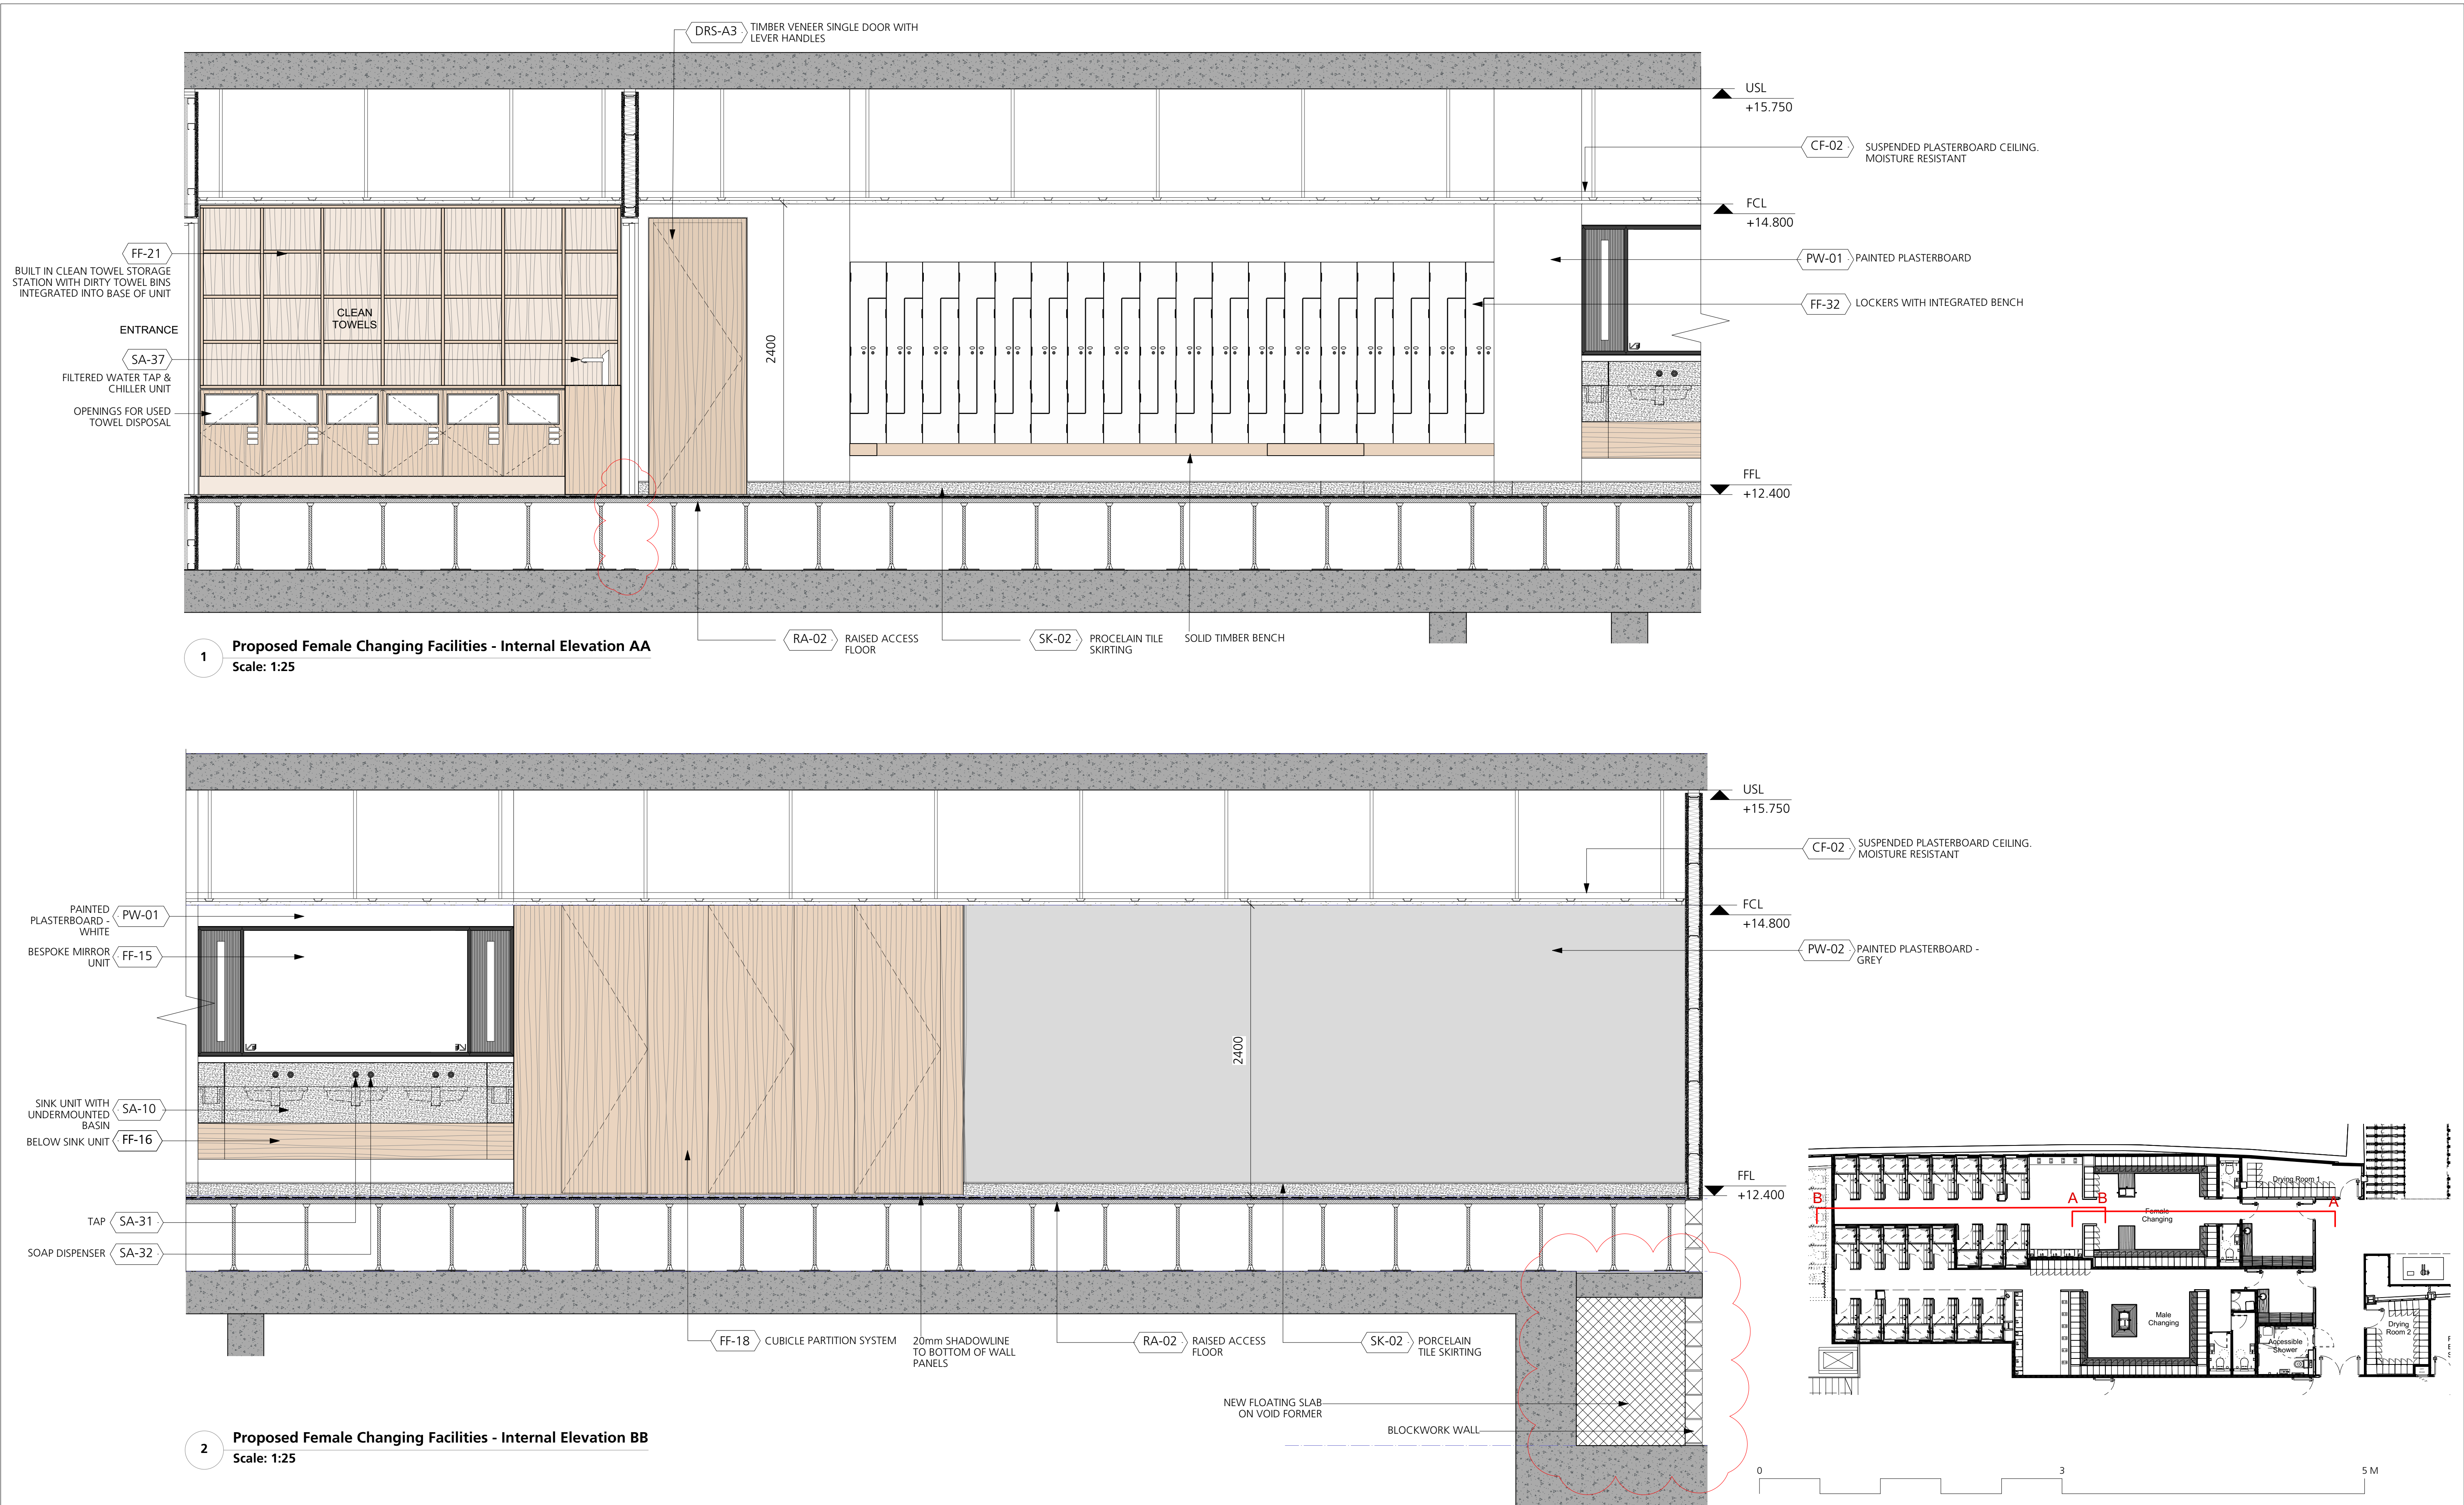 DRS-A3
TIMBER VENEER SINGLE DOOR WITH
LEVER HANDLES
USL
+15.750
CF-02
SUSPENDED PLASTERBOARD CEILING.
MOISTURE RESISTANT
FCL
+14.800
FF-21
BUILT IN CLEAN TOWEL STORAGE
STATION WITH DIRTY TOWEL BINS
INTEGRATED INTO BASE OF UNIT
PW-01
PAINTED PLASTERBOARD
FF-32
LOCKERS WITH INTEGRATED BENCH
CLEAN
TOWELS
ENTRANCE
SA-37
FILTERED WATER TAP &
CHILLER UNIT
2400
OPENINGS FOR USED
TOWEL DISPOSAL
FFL
+12.400
RA-02
RAISED ACCESS
FLOOR
SK-02
PROCELAIN TILE
SKIRTING
SOLID TIMBER BENCH
1
Proposed Female Changing Facilities - Internal Elevation AA
Scale: 1:25
USL
+15.750
CF-02
SUSPENDED PLASTERBOARD CEILING.
MOISTURE RESISTANT
PAINTED
PLASTERBOARD -
WHITE
PW-01
FCL
+14.800
BESPOKE MIRROR
UNIT
FF-15
PW-02
PAINTED PLASTERBOARD -
GREY
2400
SINK UNIT WITH
UNDERMOUNTED
BASIN
SA-10
BELOW SINK UNIT
FF-16
FFL
+12.400
TAP
SA-31
SOAP DISPENSER
SA-32
FF-18
CUBICLE PARTITION SYSTEM
20mm SHADOWLINE
TO BOTTOM OF WALL
PANELS
RA-02
RAISED ACCESS
FLOOR
SK-02
PORCELAIN
TILE SKIRTING
NEW FLOATING SLAB
ON VOID FORMER
BLOCKWORK WALL
2
Proposed Female Changing Facilities - Internal Elevation BB
Scale: 1:25
Drying Room 1
B
A
B
A
Female
Changing
Male
Changing
Accessible
Shower
Drying
Room 2
0
3
5 M